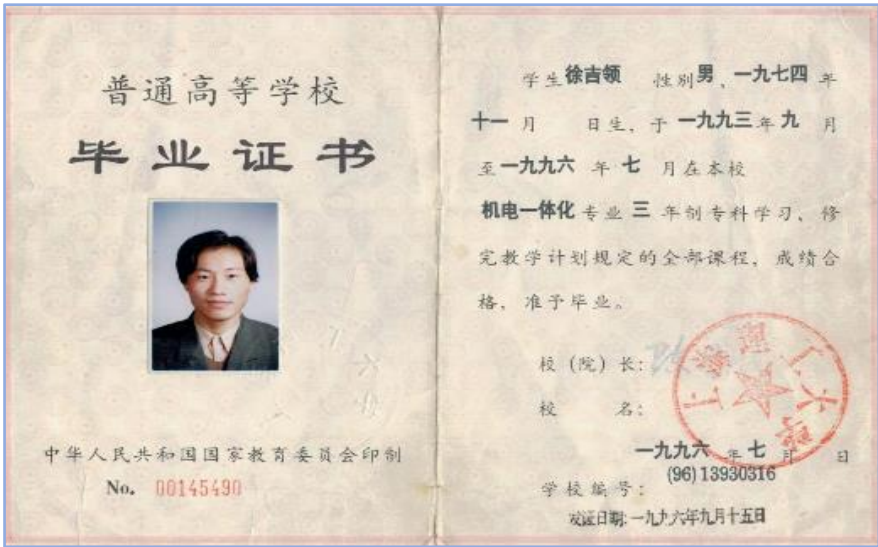 普通高等学校
毕业证书
中华人民共和国国家教育委员会印制
No. 00145490
学生徐吉领 性别男、一九七四年
十一月 日生、于一九九三年九月
至一九九六年七月在本校
机电一体化专业三年制专科学习、修
完教学计划规定的全部课程、成绩合
格、准予毕业。
校(院)长:陈
校 名:
上海理工大学
一九九六年七月 日
(96)13930316
学校编号:
发证日期:一九九六年九月十五日